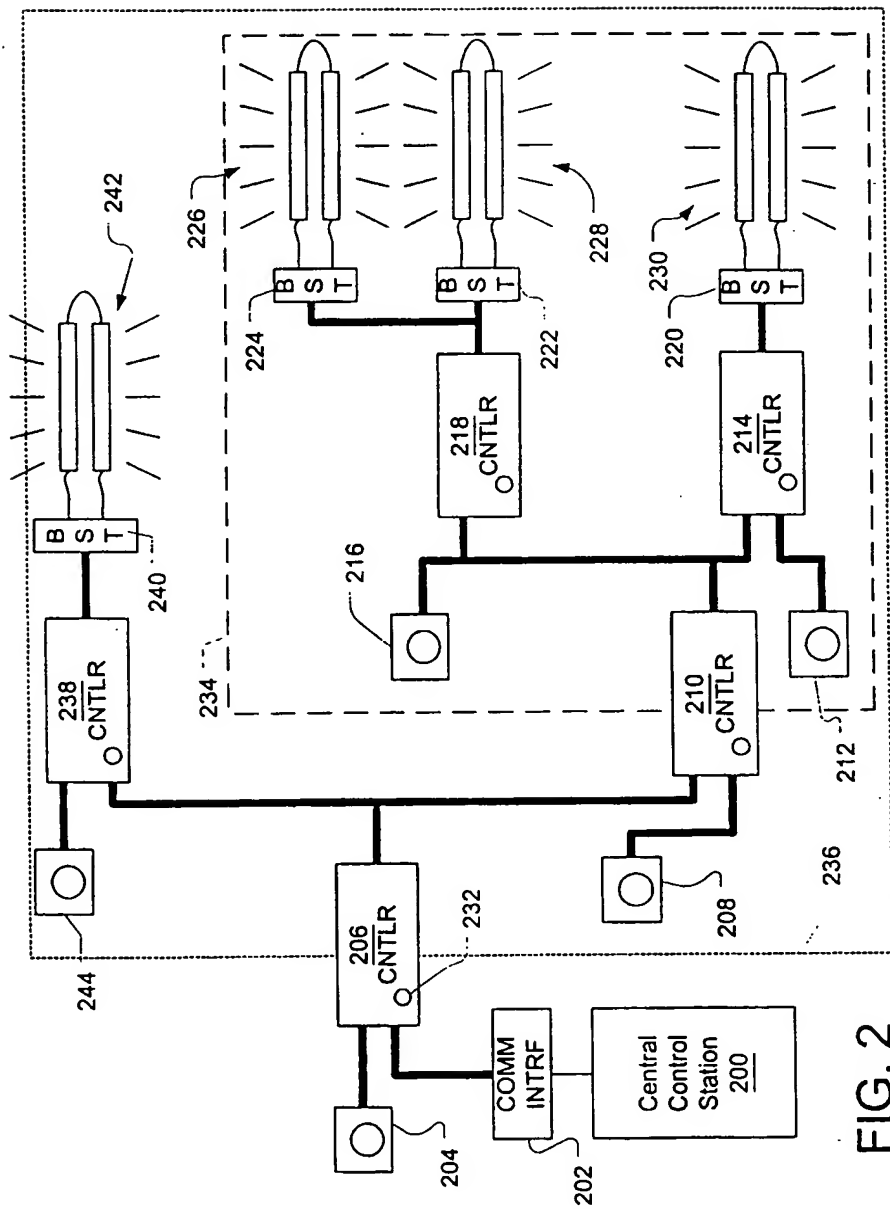 242
226
B
S
T
224
B
S
T
240
238
CNTLR
244
234
216
218
CNTLR
B
S
T
222
228
230
B
S
T
220
214
CNTLR
206
CNTLR
232
210
CNTLR
212
208
236
204
COMM
INTRF
202
Central
Control
Station
200
FIG. 2